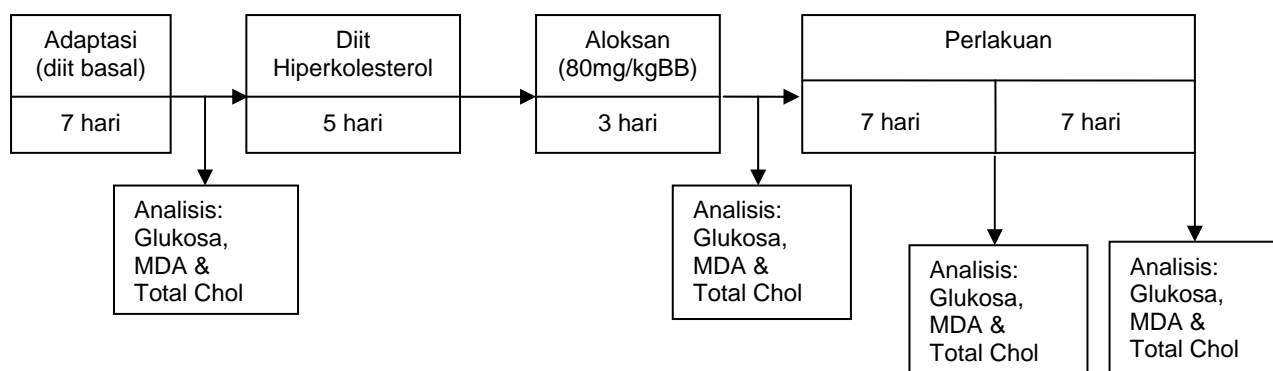 Adaptasi
(diit basal)
7 hari
Diit
Hiperkolesterol
5 hari
Aloksan
(80mg/kgBB)
3 hari
Perlakuan
7 hari
7 hari
Analisis:
Glukosa,
MDA &
Total Chol
Analisis:
Glukosa,
MDA &
Total Chol
Analisis:
Glukosa,
MDA &
Total Chol
Analisis:
Glukosa,
MDA &
Total Chol